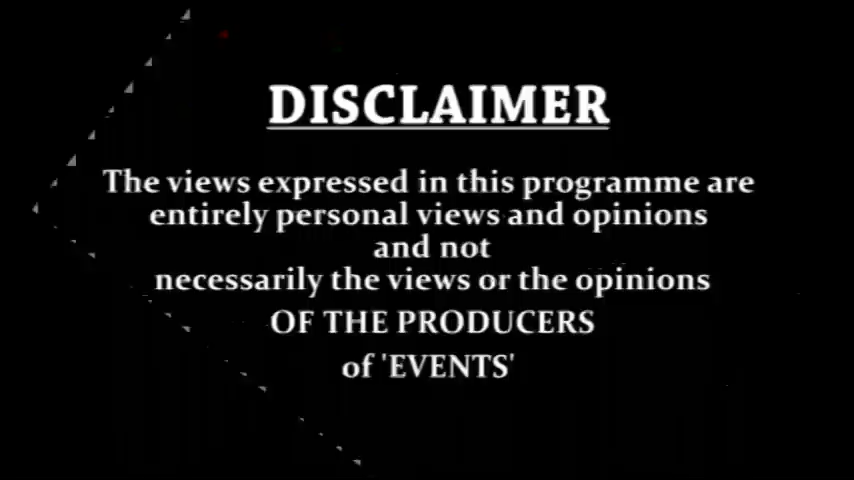 DISCLAIMER
The views expressed in this programme are
entirely personal views and opinions
and not
necessarily the views or the opinions
OF THE PRODUCERS
of 'EVENTS'